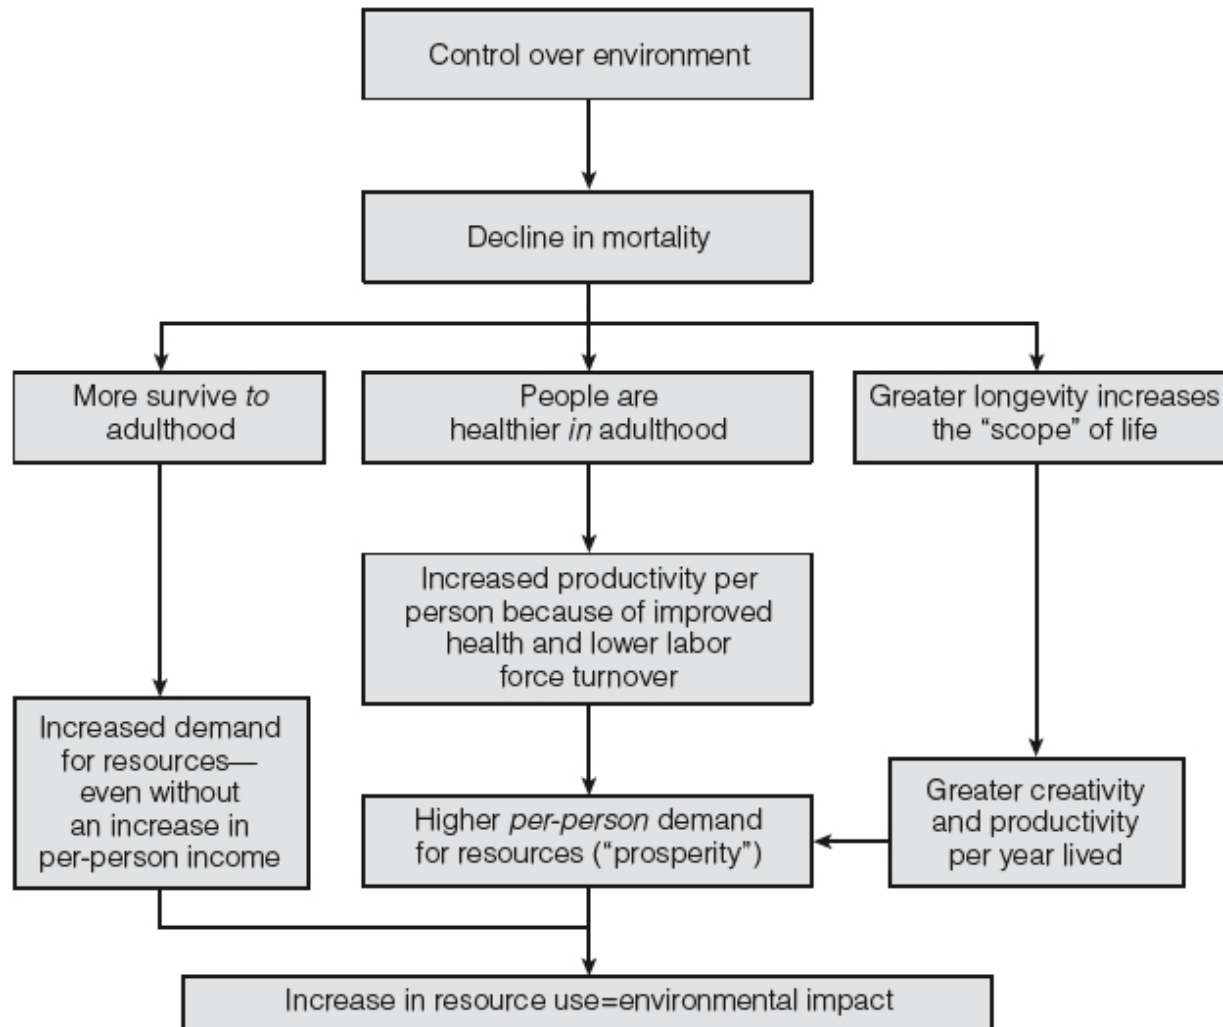 Control over environment
Decline in mortality
More survive to
adulthood
People are
healthier in adulthood
Greater longevity increases
the “scope” of life
Increased productivity per
person because of improved
health and lower labor
force turnover
Increased demand
for resources—
even without
an increase in
per-person income
Higher per-person demand
for resources (“prosperity”)
Greater creativity
and productivity
per year lived
Increase in resource use=environmental impact